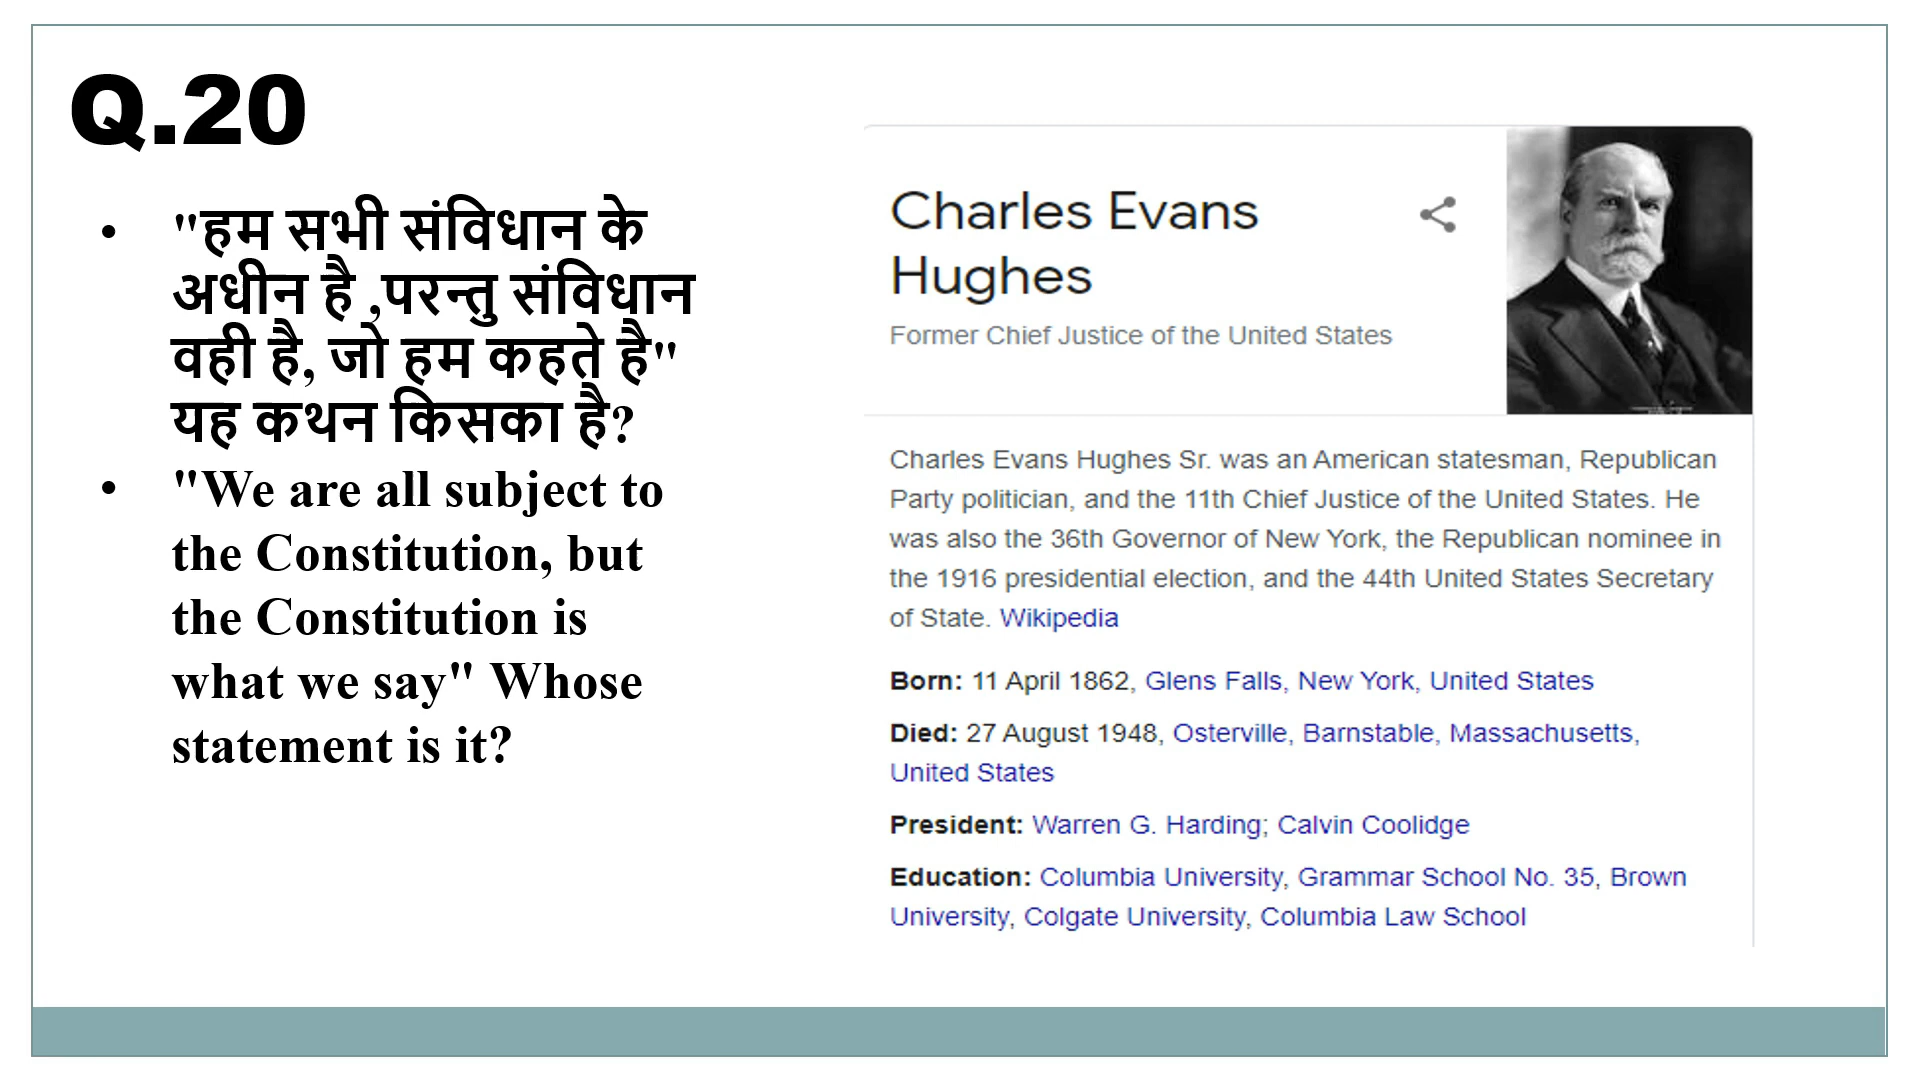 Q.20
• "हम सभी संविधान के
अधीन है ,परन्तु संविधान
वही है, जो हम कहते है"
यह कथन किसका है?
• "We are all subject to
the Constitution, but
the Constitution is
what we say" Whose
statement is it?
Charles Evans
Hughes
Former Chief Justice of the United States
Charles Evans Hughes Sr. was an American statesman, Republican
Party politician, and the 11th Chief Justice of the United States. He
was also the 36th Governor of New York, the Republican nominee in
the 1916 presidential election, and the 44th United States Secretary
of State. Wikipedia
Born: 11 April 1862, Glens Falls, New York, United States
Died: 27 August 1948, Osterville, Barnstable, Massachusetts,
United States
President: Warren G. Harding; Calvin Coolidge
Education: Columbia University, Grammar School No. 35, Brown
University, Colgate University, Columbia Law School